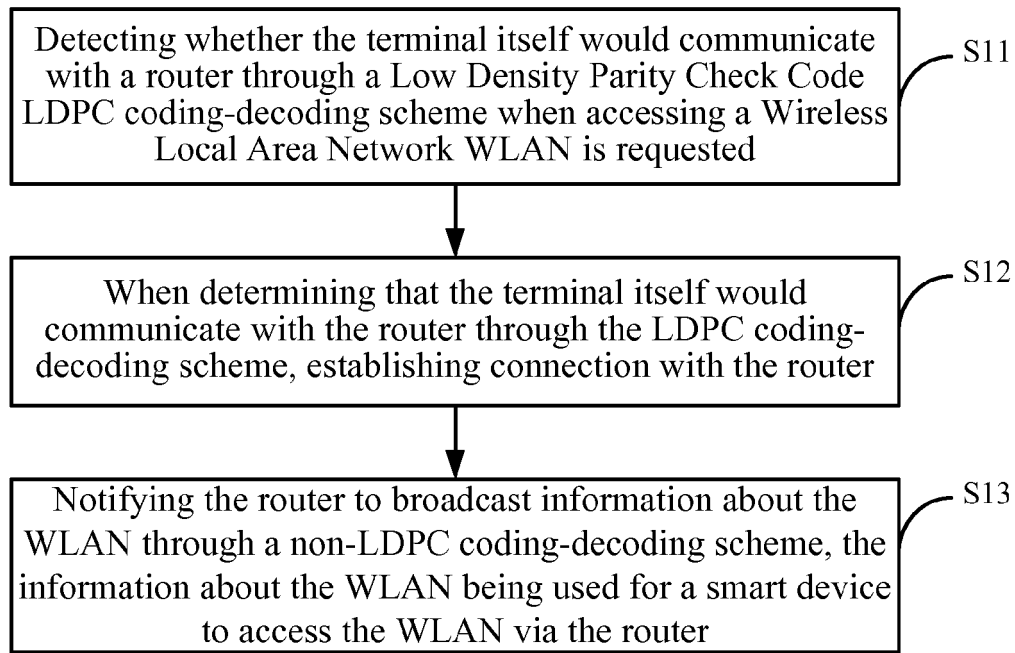 Detecting whether the terminal itself would communicate
with a router through a Low Density Parity Check Code
LDPC coding-decoding scheme when accessing a Wireless
Local Area Network WLAN is requested
S11
When determining that the terminal itself would
communicate with the router through the LDPC coding-
decoding scheme, establishing connection with the router
S12
Notifying the router to broadcast information about the
WLAN through a non-LDPC coding-decoding scheme, the
information about the WLAN being used for a smart device
to access the WLAN via the router
S13